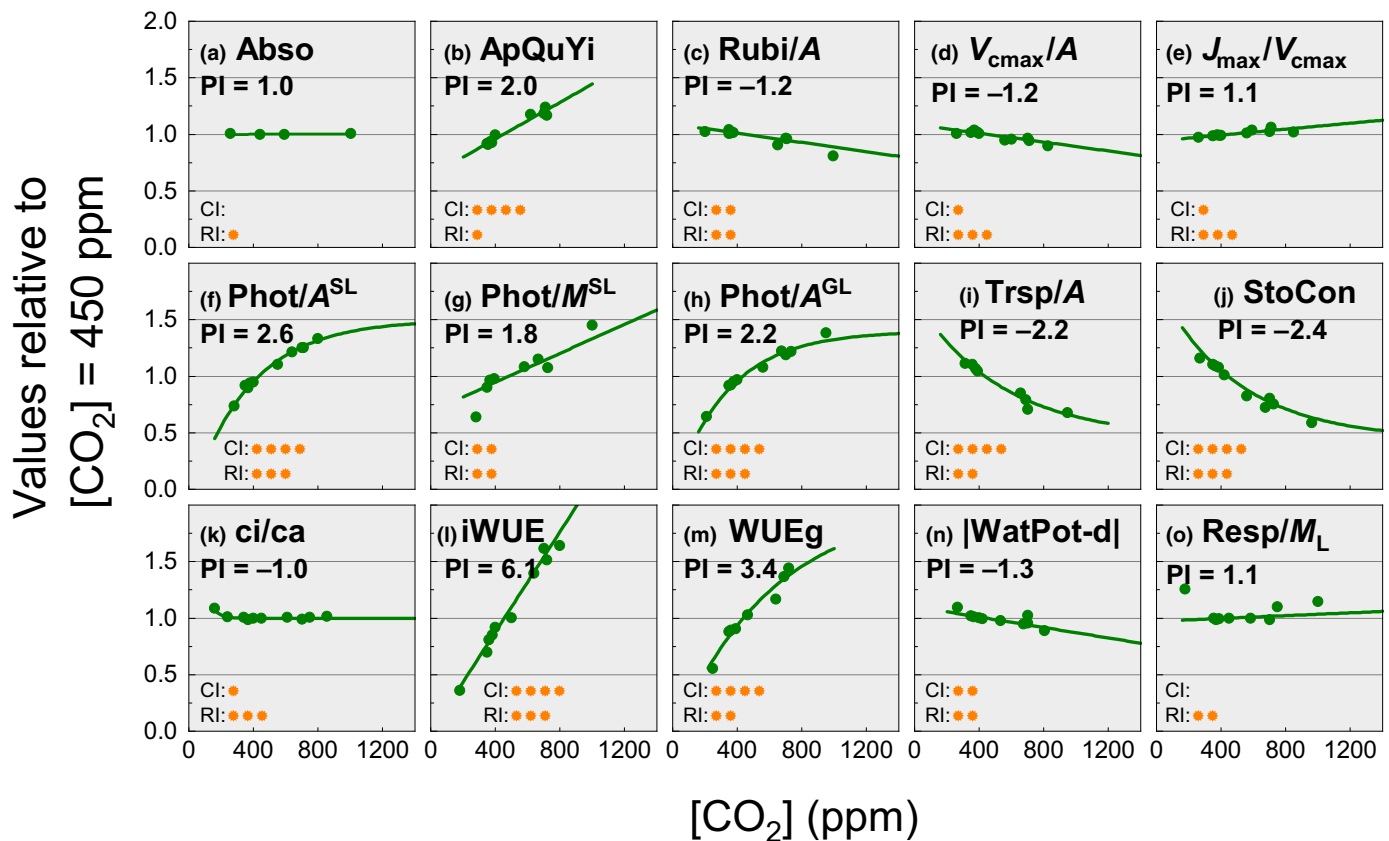 Values relative to
[CO2] = 450 ppm
2.0
1.5
1.0
0.5
0.0
(a) Abso
PI = 1.0
CI:
RI:
(b) ApQuYi
PI = 2.0
CI:
RI:
(c) Rubi/A
PI = –1.2
CI:
RI:
(d) Vcmax/A
PI = –1.2
CI:
RI:
(e) Jmax/Vcmax
PI = 1.1
CI:
RI:
1.5
1.0
0.5
0.0
(f) Phot/A^SL
PI = 2.6
CI:
RI:
(g) Phot/M^SL
PI = 1.8
CI:
RI:
(h) Phot/A^GL
PI = 2.2
CI:
RI:
(i) Trsp/A
PI = –2.2
CI:
RI:
(j) StoCon
PI = –2.4
CI:
RI:
1.5
1.0
0.5
0.0
(k) ci/ca
PI = –1.0
CI:
RI:
(l) iWUE
PI = 6.1
CI:
RI:
(m) WUEg
PI = 3.4
CI:
RI:
(n) |WatPot-d|
PI = –1.3
CI:
RI:
(o) Resp/ML
PI = 1.1
CI:
RI:
0 400 800 1200 0 400 800 1200 0 400 800 1200 0 400 800 1200 0 400 800 1200
[CO2] (ppm)